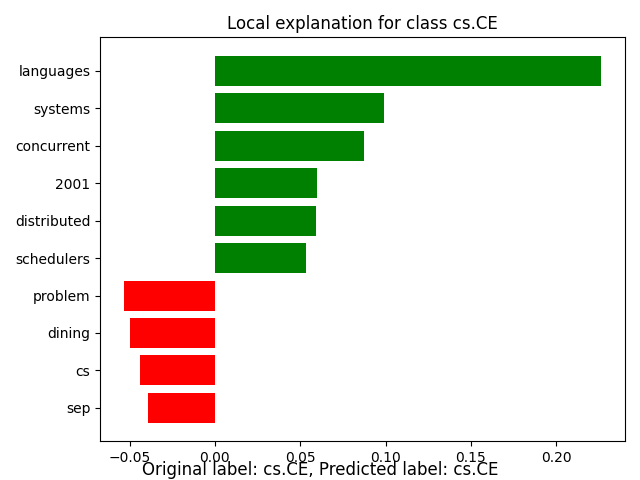 Local explanation for class cs.CE
languages
systems
concurrent
2001
distributed
schedulers
problem
dining
cs
sep
−0.05 0.00 0.05 0.10 0.15 0.20
Original label: cs.CE, Predicted label: cs.CE